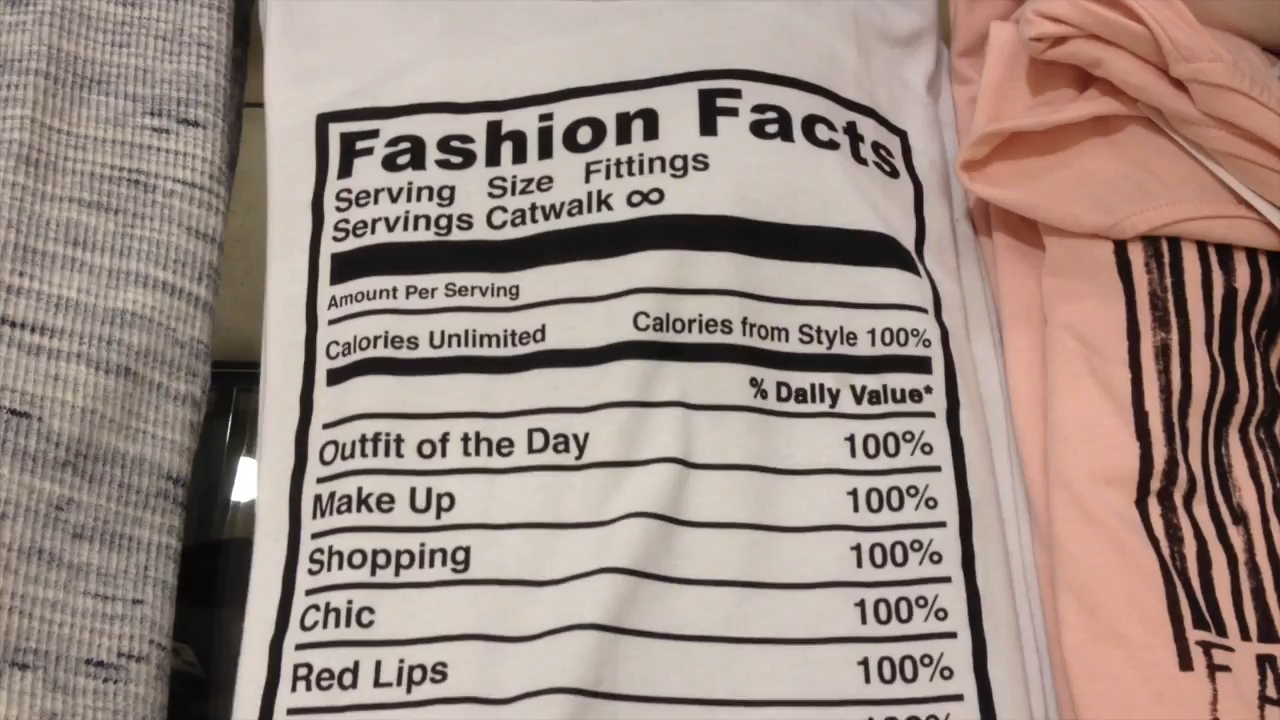 Fashion Facts
Serving Size Fittings
Servings Catwalk ∞
Amount Per Serving
Calories Unlimited Calories from Style 100%
% Daily Value*
Outfit of the Day 100%
Make Up 100%
Shopping 100%
Chic 100%
Red Lips 100%